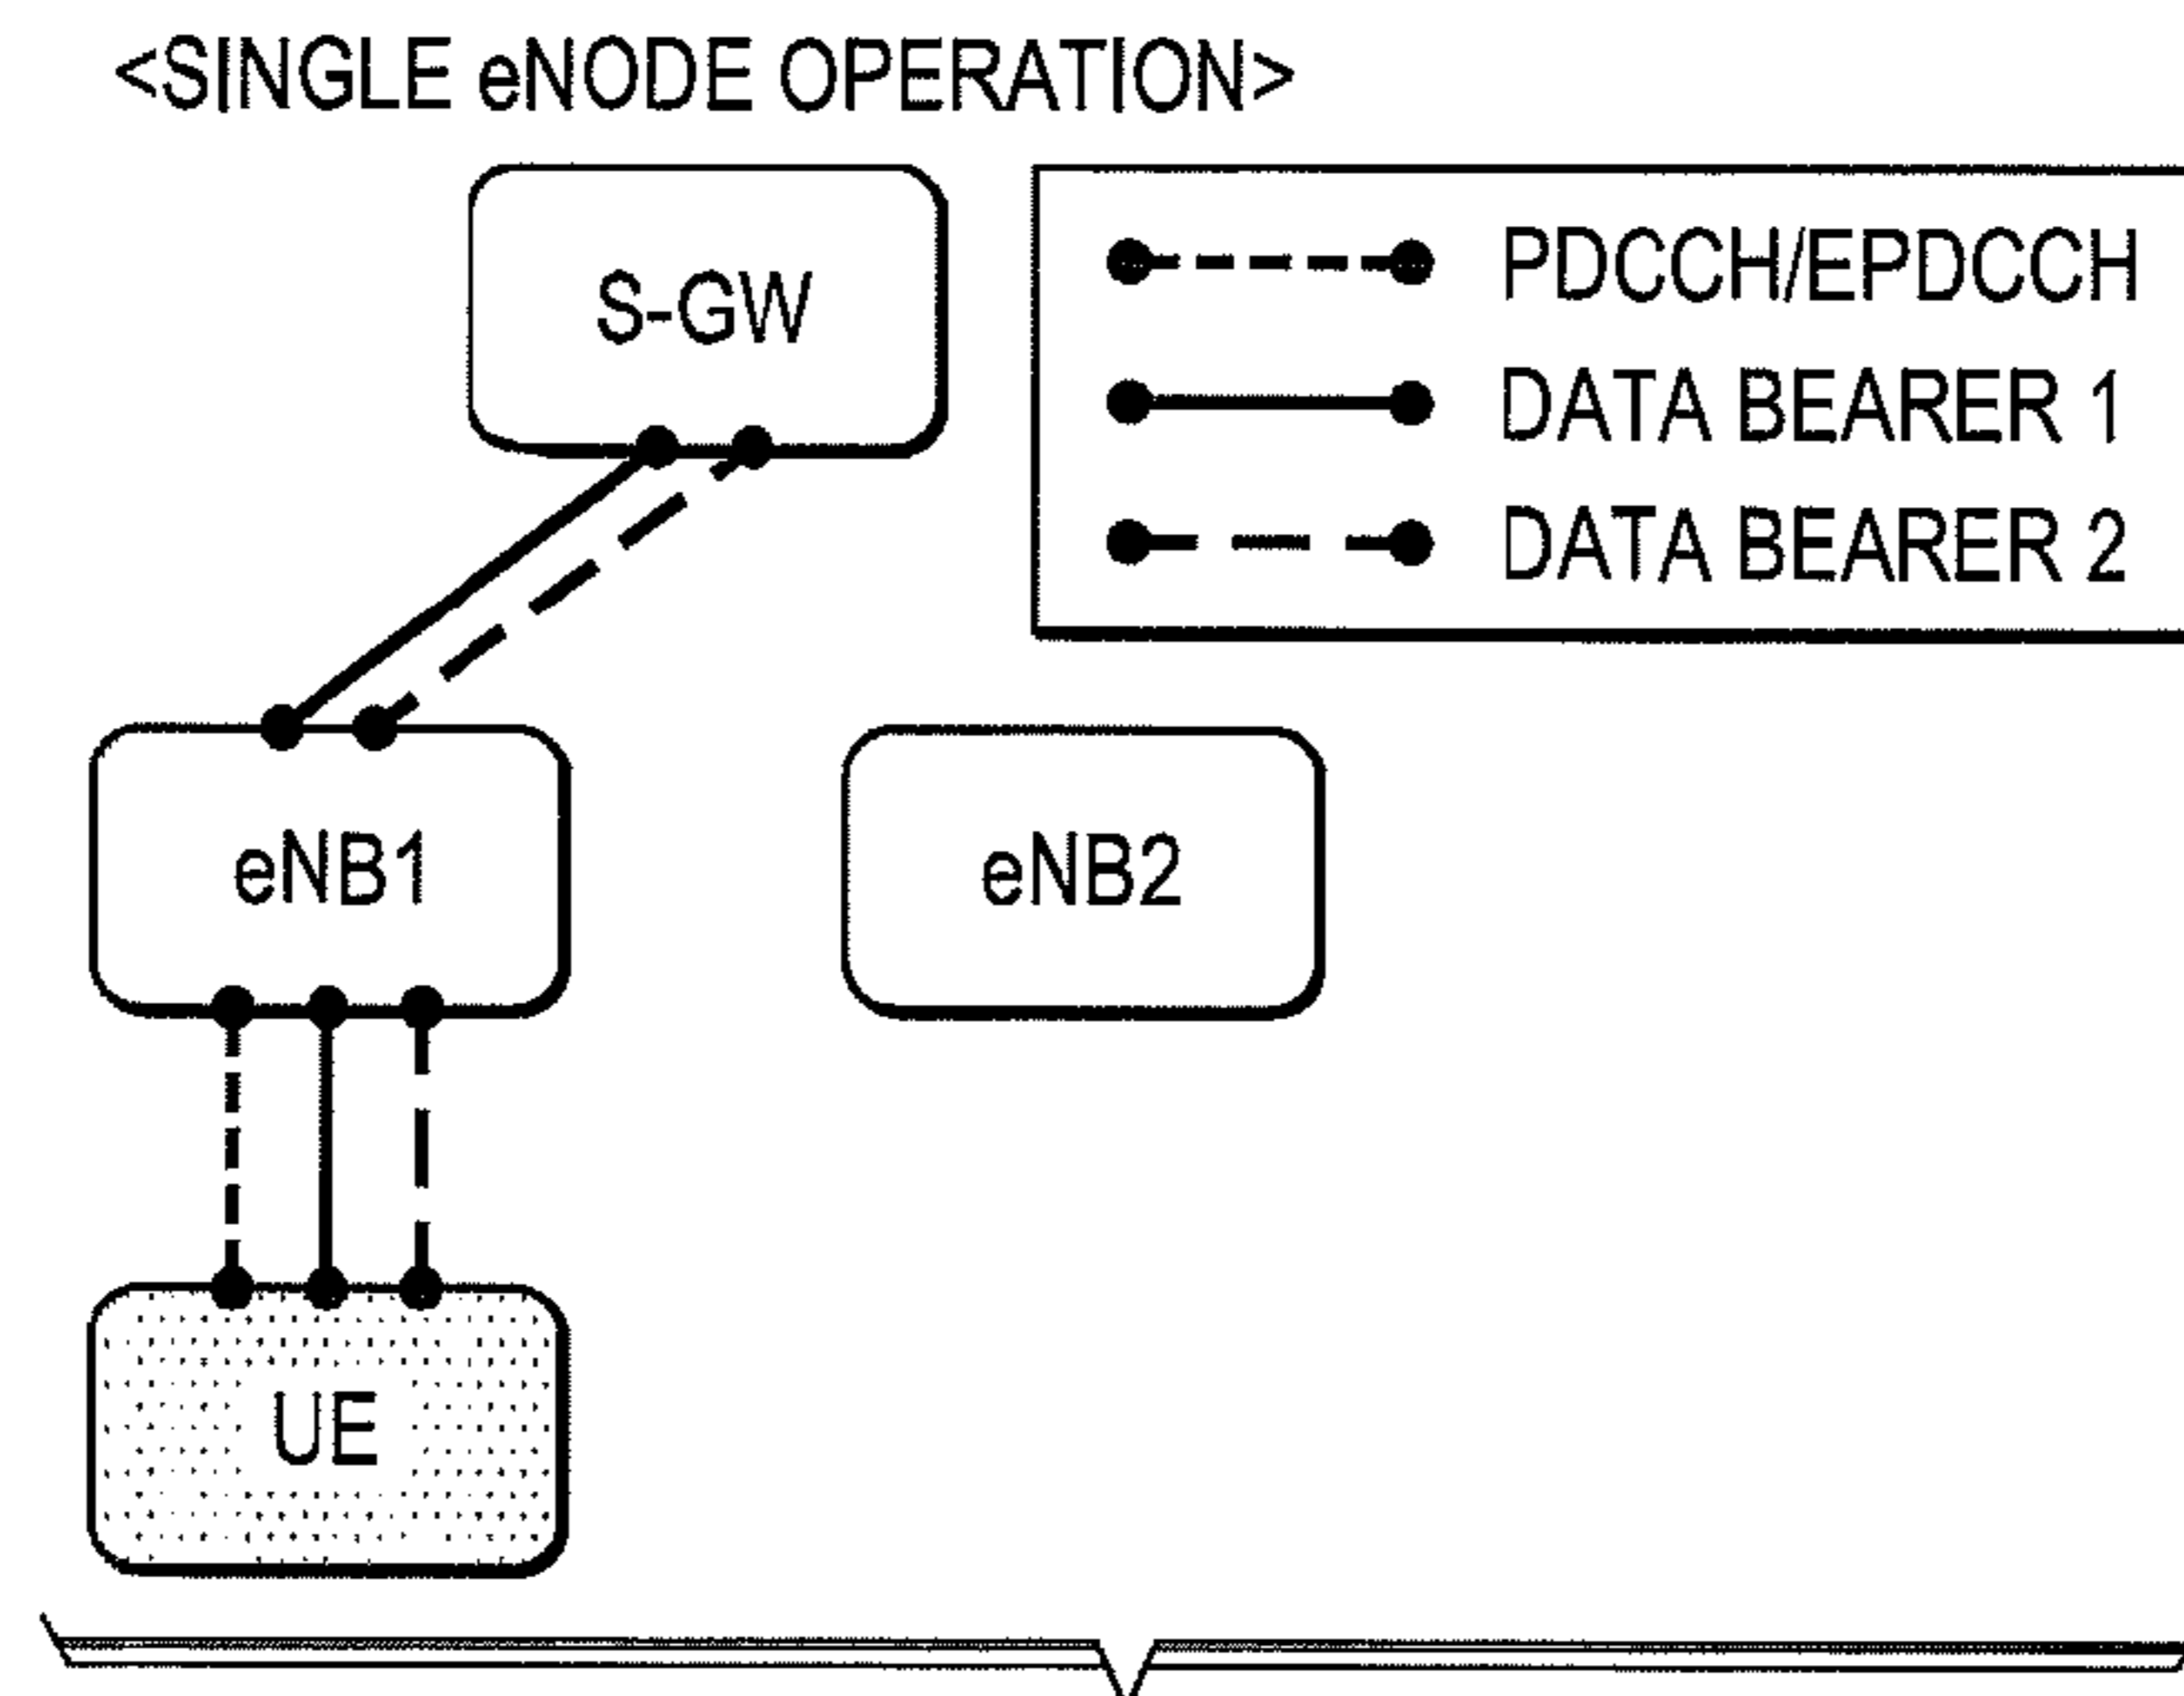 <SINGLE eNODE OPERATION>
S-GW
PDCCH/EPDCCH
DATA BEARER 1
DATA BEARER 2
eNB1
eNB2
UE